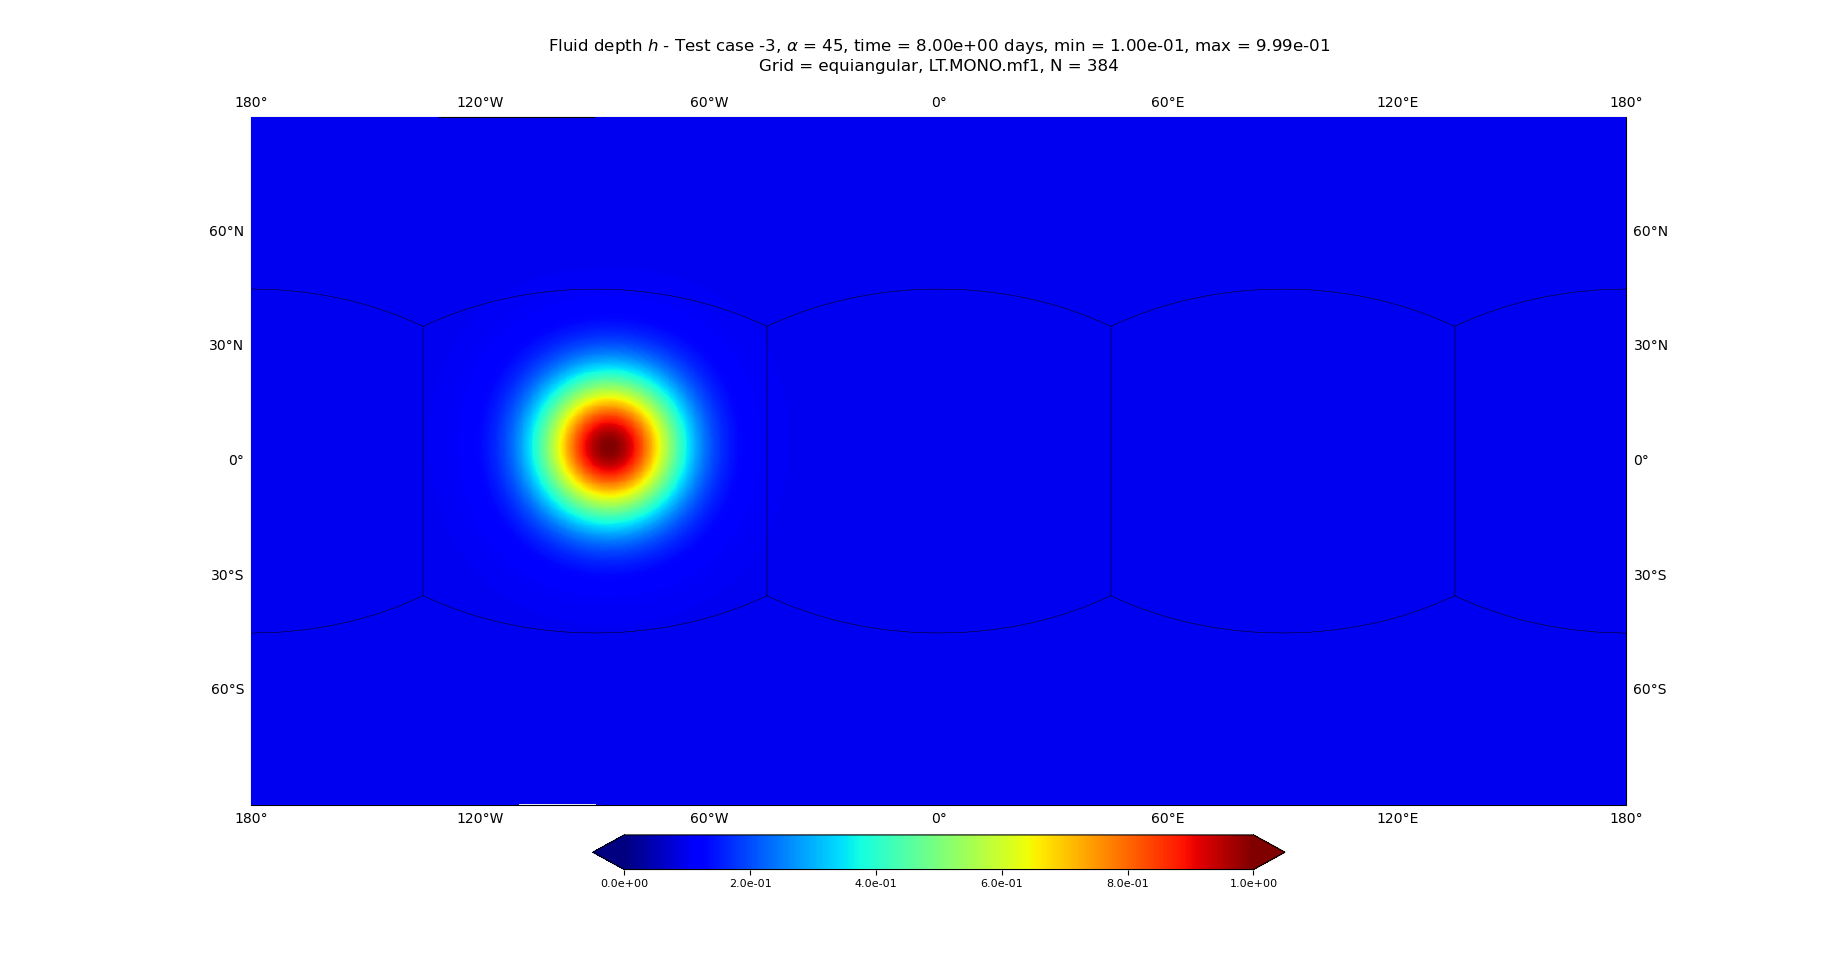 Fluid depth h - Test case -3, α = 45, time = 8.00e+00 days, min = 1.00e-01, max = 9.99e-01
Grid = equiangular, LT.MONO.mf1, N = 384
180° 120°W 60°W 0° 60°E 120°E 180°
60°N 60°N
30°N 30°N
0° 0°
30°S 30°S
60°S 60°S
180° 120°W 60°W 0° 60°E 120°E 180°
0.0e+00 2.0e-01 4.0e-01 6.0e-01 8.0e-01 1.0e+00